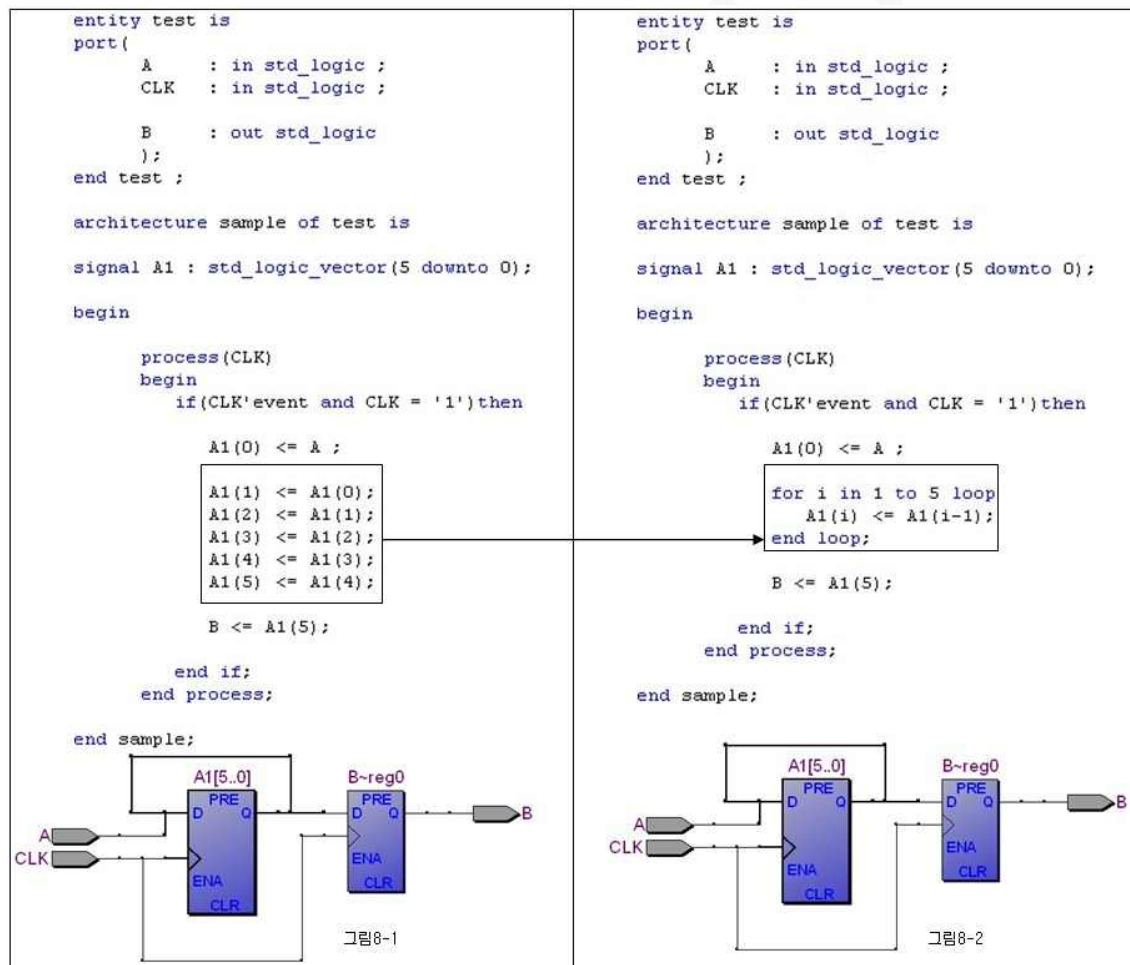 entity test is
port(
A : in std_logic ;
CLK : in std_logic ;
B : out std_logic
);
end test ;
architecture sample of test is
signal A1 : std_logic_vector(5 downto 0);
begin
process(CLK)
begin
if(CLK'event and CLK = '1')then
A1(0) <= A ;
A1(1) <= A1(0);
A1(2) <= A1(1);
A1(3) <= A1(2);
A1(4) <= A1(3);
A1(5) <= A1(4);
B <= A1(5);
end if;
end process;
end sample;
A1[5..0]
B~reg0
PRE
D Q
ENA
CLR
PRE
D Q
ENA
CLR
A
CLK
B
그림8-1
entity test is
port(
A : in std_logic ;
CLK : in std_logic ;
B : out std_logic
);
end test ;
architecture sample of test is
signal A1 : std_logic_vector(5 downto 0);
begin
process(CLK)
begin
if(CLK'event and CLK = '1')then
A1(0) <= A ;
for i in 1 to 5 loop
A1(i) <= A1(i-1);
end loop;
B <= A1(5);
end if;
end process;
end sample;
A1[5..0]
B~reg0
PRE
D Q
ENA
CLR
PRE
D Q
ENA
CLR
A
CLK
B
그림8-2